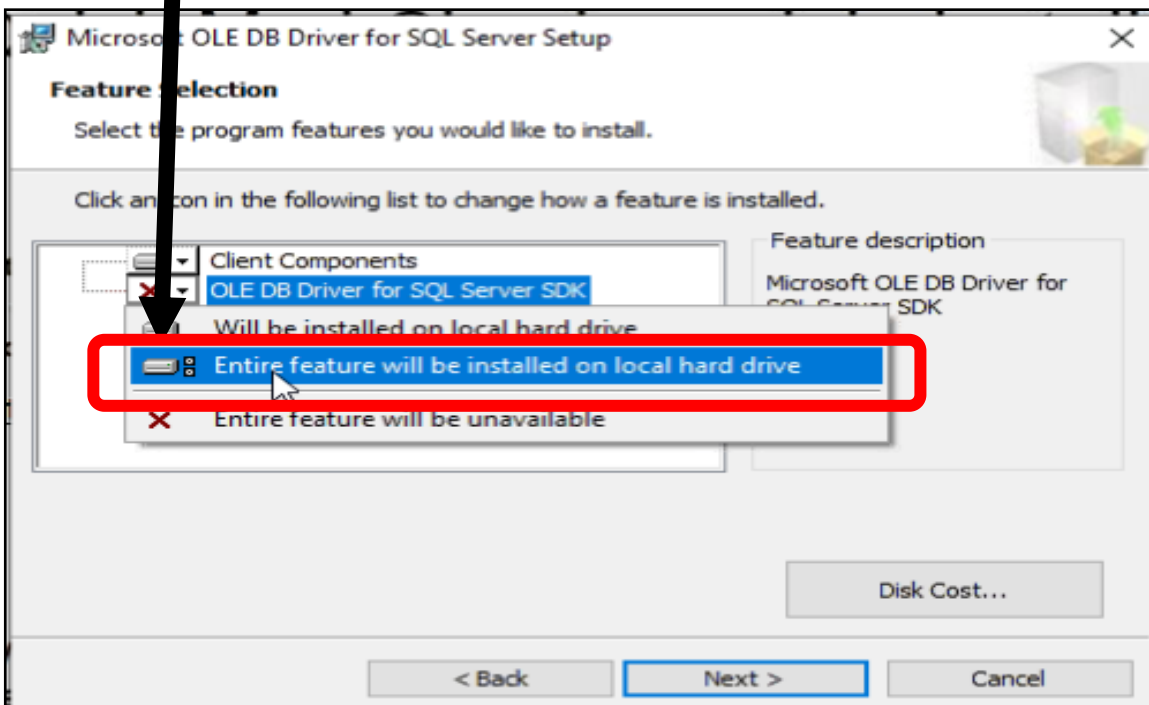 Microsoft OLE DB Driver for SQL Server Setup
Feature Selection
Select the program features you would like to install.
Click an icon in the following list to change how a feature is installed.
Client Components
OLE DB Driver for SQL Server SDK
Will be installed on local hard drive
Entire feature will be installed on local hard drive
Entire feature will be unavailable
Feature description
Microsoft OLE DB Driver for
SQL Server SDK
Disk Cost...
< Back
Next >
Cancel